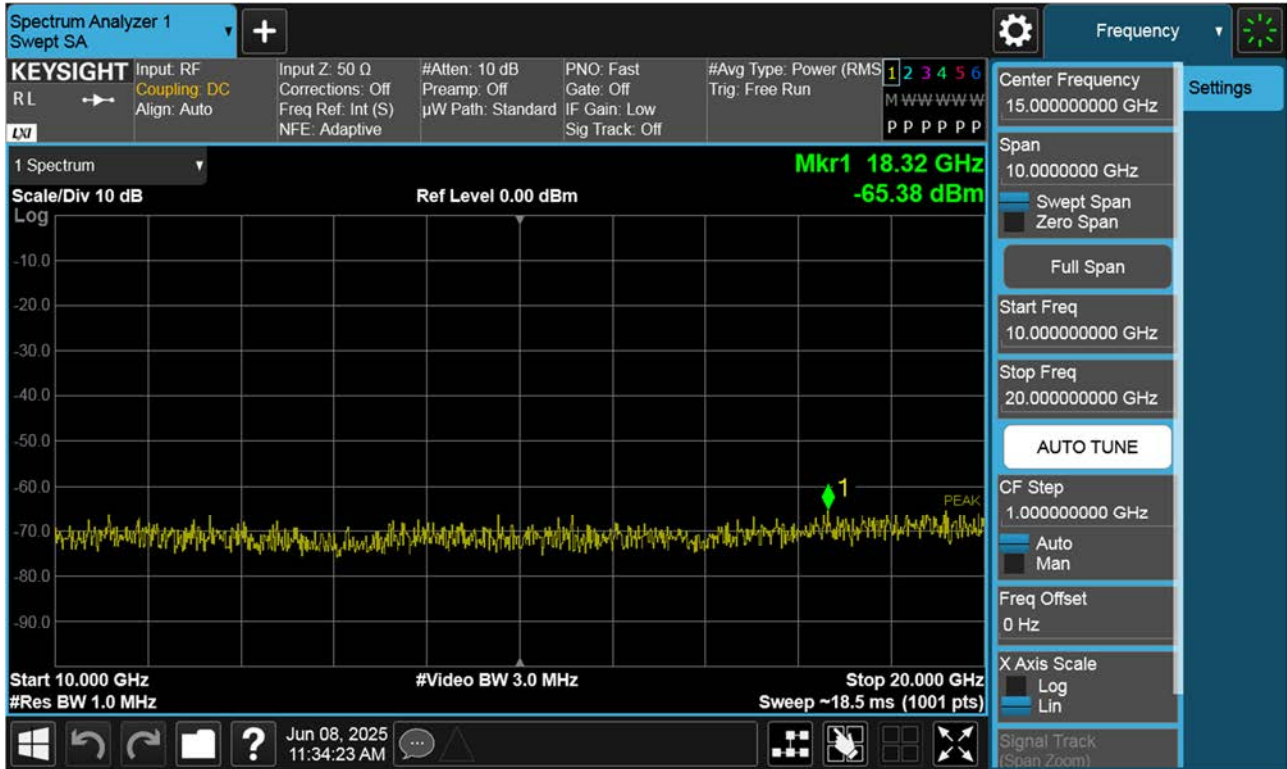 Spectrum Analyzer 1
Swept SA
Frequency
KEYSIGHT
RL
LXI
Input: RF
Coupling: DC
Align: Auto
Input Z: 50 Ω
Corrections: Off
Freq Ref: Int (S)
NFE: Adaptive
#Atten: 10 dB
Preamp: Off
µW Path: Standard
PNO: Fast
Gate: Off
IF Gain: Low
Sig Track: Off
#Avg Type: Power (RMS
Trig: Free Run
1 2 3 4 5 6
M W W W W W
P P P P P P
1 Spectrum
Scale/Div 10 dB
Log
Ref Level 0.00 dBm
Mkr1 18.32 GHz
-65.38 dBm
-10.0
-20.0
-30.0
-40.0
-50.0
-60.0
-70.0
-80.0
-90.0
1
PEAK
Start 10.000 GHz
#Res BW 1.0 MHz
#Video BW 3.0 MHz
Stop 20.000 GHz
Sweep ~18.5 ms (1001 pts)
Center Frequency
15.000000000 GHz
Span
10.0000000 GHz
Swept Span
Zero Span
Full Span
Start Freq
10.000000000 GHz
Stop Freq
20.000000000 GHz
AUTO TUNE
CF Step
1.000000000 GHz
Auto
Man
Freq Offset
0 Hz
X Axis Scale
Log
Lin
Signal Track
(Span Zoom)
Settings
?
Jun 08, 2025
11:34:23 AM